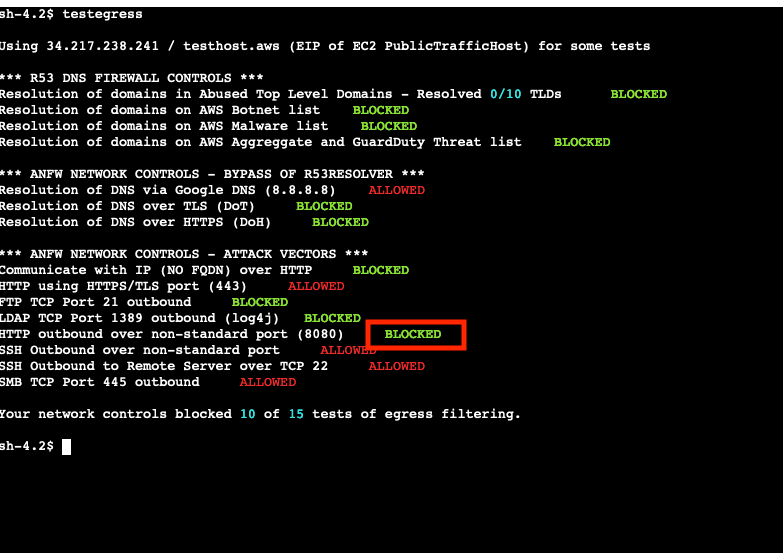 sh-4.2$ testegress
Using 34.217.238.241 / testhost.aws (EIP of EC2 PublicTrafficHost) for some tests
*** R53 DNS FIREWALL CONTROLS ***
Resolution of domains in Abused Top Level Domains – Resolved 0/10 TLDs BLOCKED
Resolution of domains on AWS Botnet list BLOCKED
Resolution of domains on AWS Malware list BLOCKED
Resolution of domains on AWS Aggreggate and GuardDuty Threat list BLOCKED
*** ANFW NETWORK CONTROLS – BYPASS OF R53RESOLVER ***
Resolution of DNS via Google DNS (8.8.8.8) ALLOWED
Resolution of DNS over TLS (DoT) BLOCKED
Resolution of DNS over HTTPS (DoH) BLOCKED
*** ANFW NETWORK CONTROLS – ATTACK VECTORS ***
Communicate with IP (NO FQDN) over HTTP BLOCKED
HTTP using HTTPS/TLS port (443) ALLOWED
FTP TCP Port 21 outbound BLOCKED
LDAP TCP Port 1389 outbound (log4j) BLOCKED
HTTP outbound over non-standard port (8080) BLOCKED
SSH Outbound over non-standard port ALLOWED
SSH Outbound to Remote Server over TCP 22 ALLOWED
SMB TCP Port 445 outbound ALLOWED
Your network controls blocked 10 of 15 tests of egress filtering.
sh-4.2$